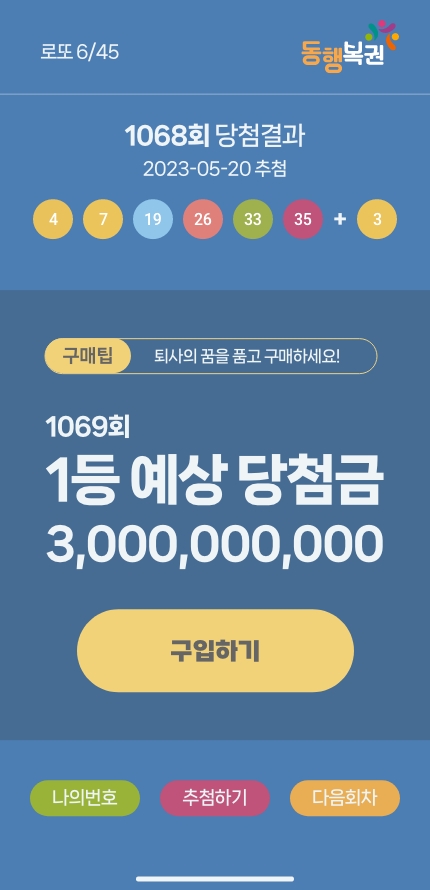 로또 6/45
동행복권
1068회 당첨결과
2023-05-20 추첨
4 7 19 26 33 35 + 3
구매팁 퇴사의 꿈을 품고 구매하세요!
1069회
1등 예상 당첨금
3,000,000,000
구입하기
나의번호 추첨하기 다음회차